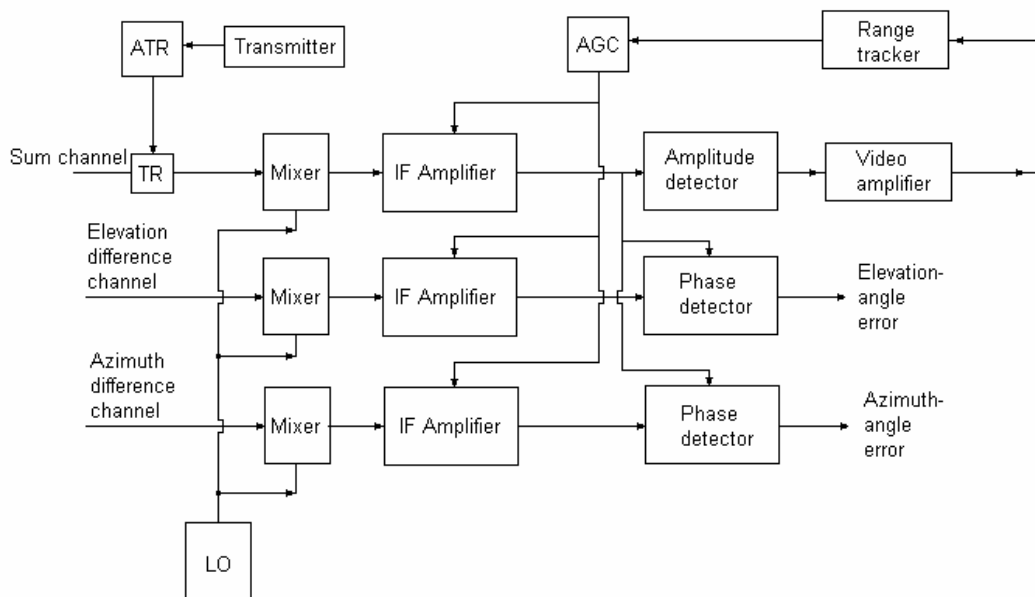 ATR
Transmitter
AGC
Range
tracker
Sum channel
TR
Mixer
IF Amplifier
Amplitude
detector
Video
amplifier
Elevation
difference
channel
Mixer
IF Amplifier
Phase
detector
Elevation-
angle
error
Azimuth
difference
channel
Mixer
IF Amplifier
Phase
detector
Azimuth-
angle
error
LO